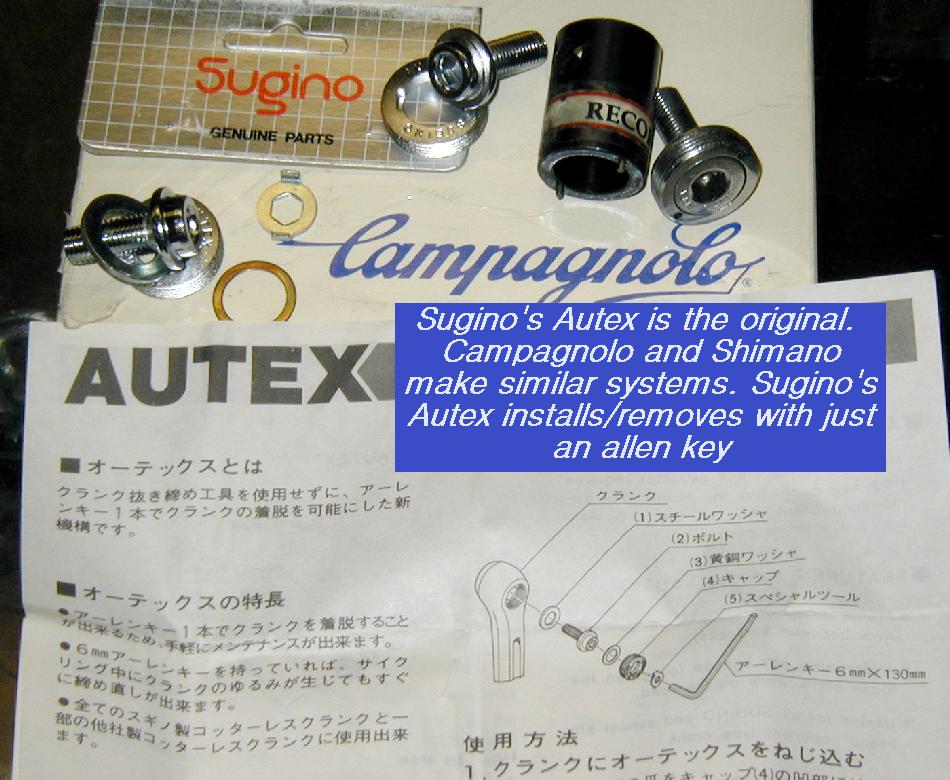 Sugino
GENUINE PARTS
RECO
Campagnolo
Sugino's Autex is the original.
Campagnolo and Shimano
make similar systems. Sugino's
Autex installs/removes with just
an allen key
AUTEX
■オーテックスとは
クランク抜き締め工具を使用せずに、アーレ
ンキー1本でクランクの着脱を可能にした新
機構です。
■オーテックスの特長
●アーレンキー1本でクランクを着脱すること
が出来るため、手軽にメンテナンスが出来ます。
●6mmアーレンキーを持っていれば、サイク
リング中にクランクのゆるみが生じてもすぐ
に締め直しが出来ます。
●全てのスギノ製コッターレスクランクと一
部の他社製コッターレスクランクに使用出来
ます。
クランク
(1)スチールワッシャ
(2)ボルト
(3)黄銅ワッシャ
(4)キャップ
(5)スペシャルツール
アーレンキー6mm×130mm
使用方法
1.クランクにオーテックスをねじ込む